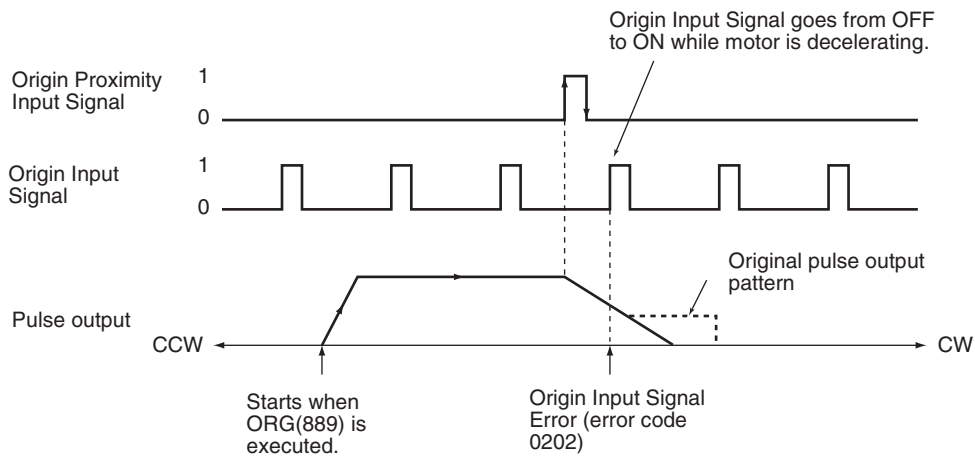 Origin Input Signal goes from OFF
to ON while motor is decelerating.
Origin Proximity
Input Signal
1
0
Origin Input
Signal
1
0
Original pulse output
pattern
Pulse output
CCW
CW
Starts when
ORG(889) is
executed.
Origin Input Signal
Error (error code
0202)